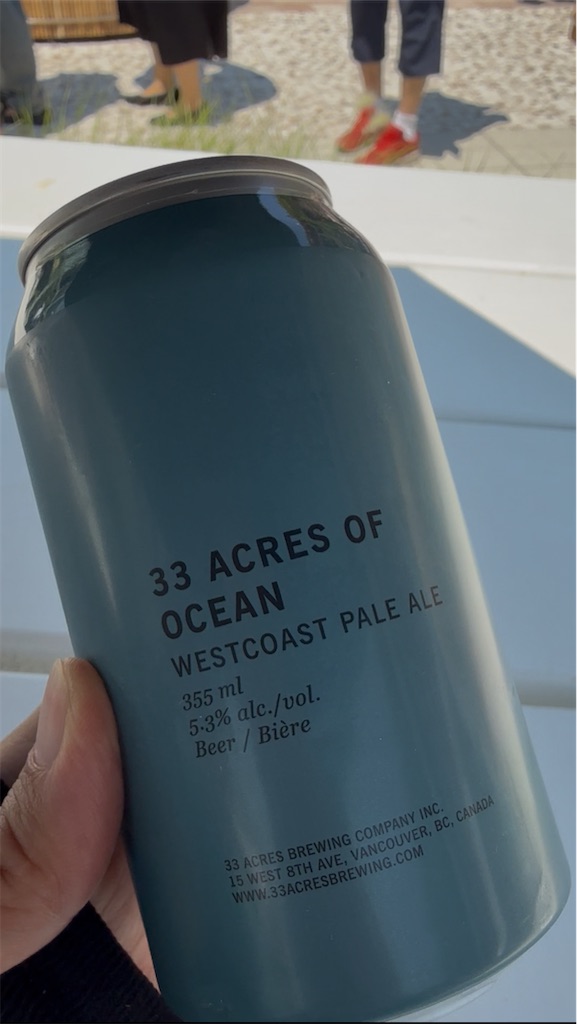 33 ACRES OF
OCEAN
WESTCOAST PALE ALE
355 ml
5.3% alc./vol.
Beer / Bière
33 ACRES BREWING COMPANY INC.
15 WEST 8TH AVE, VANCOUVER, BC, CANADA
WWW.33ACRESBREWING.COM